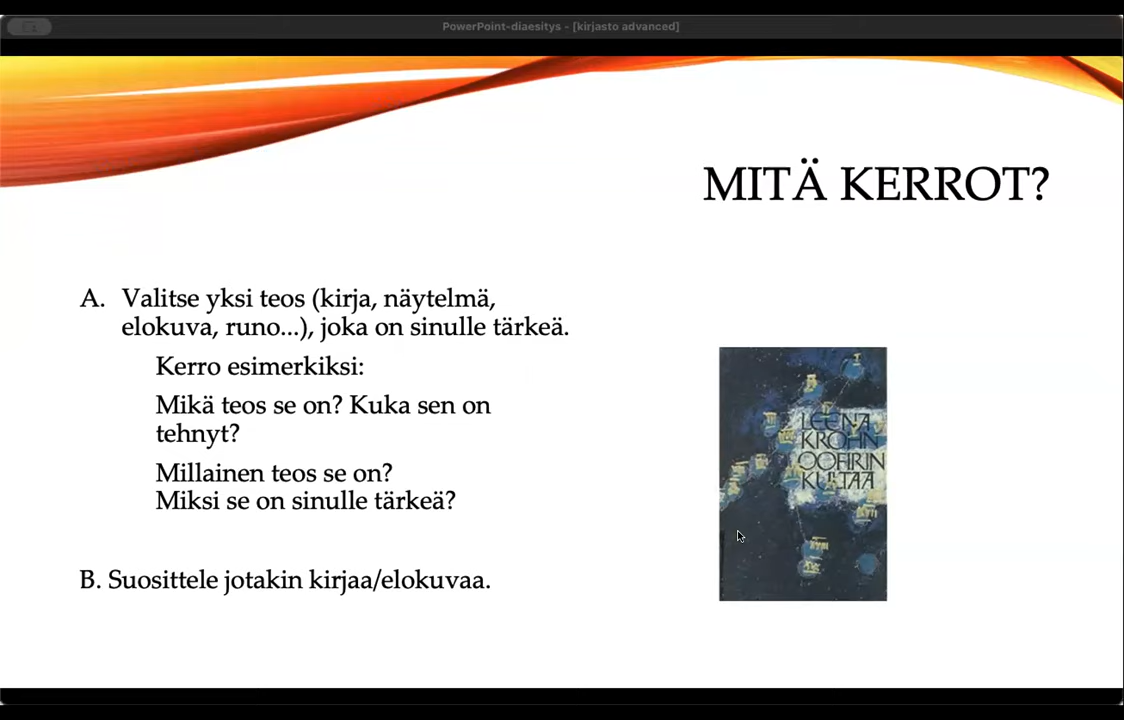 PowerPoint-diaesitys - [kirjasto advanced]
MITÄ KERROT?
A. Valitse yksi teos (kirja, näytelmä,
elokuva, runo...), joka on sinulle tärkeä.
Kerro esimerkiksi:
Mikä teos se on? Kuka sen on
tehnyt?
Millainen teos se on?
Miksi se on sinulle tärkeä?
B. Suosittele jotakin kirjaa/elokuvaa.
LEENA
KROHN
OOFIRIN
KULTAA